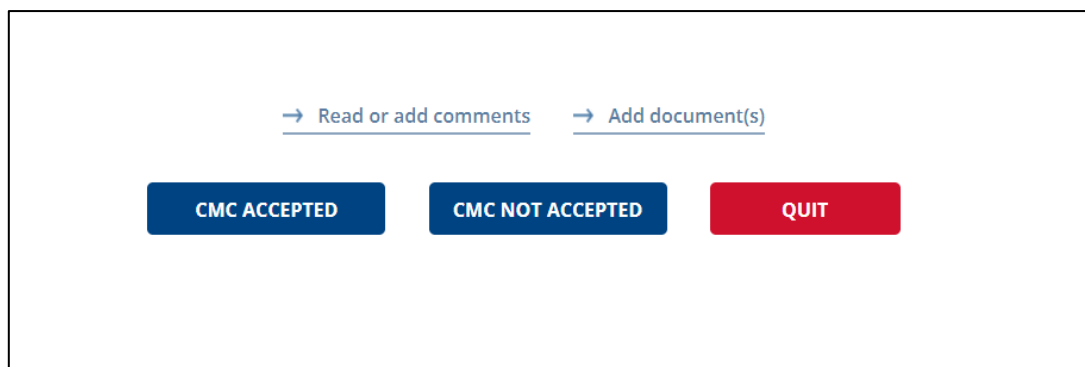 → Read or add comments → Add document(s)
CMC ACCEPTED CMC NOT ACCEPTED QUIT